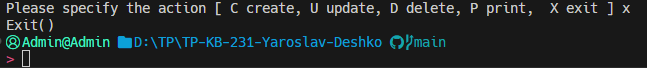 Please specify the action [ C create, U update, D delete, P print,  X exit ] x
Exit()
Admin@Admin D:\TP\TP-KB-231-Yaroslav-Deshko main
>